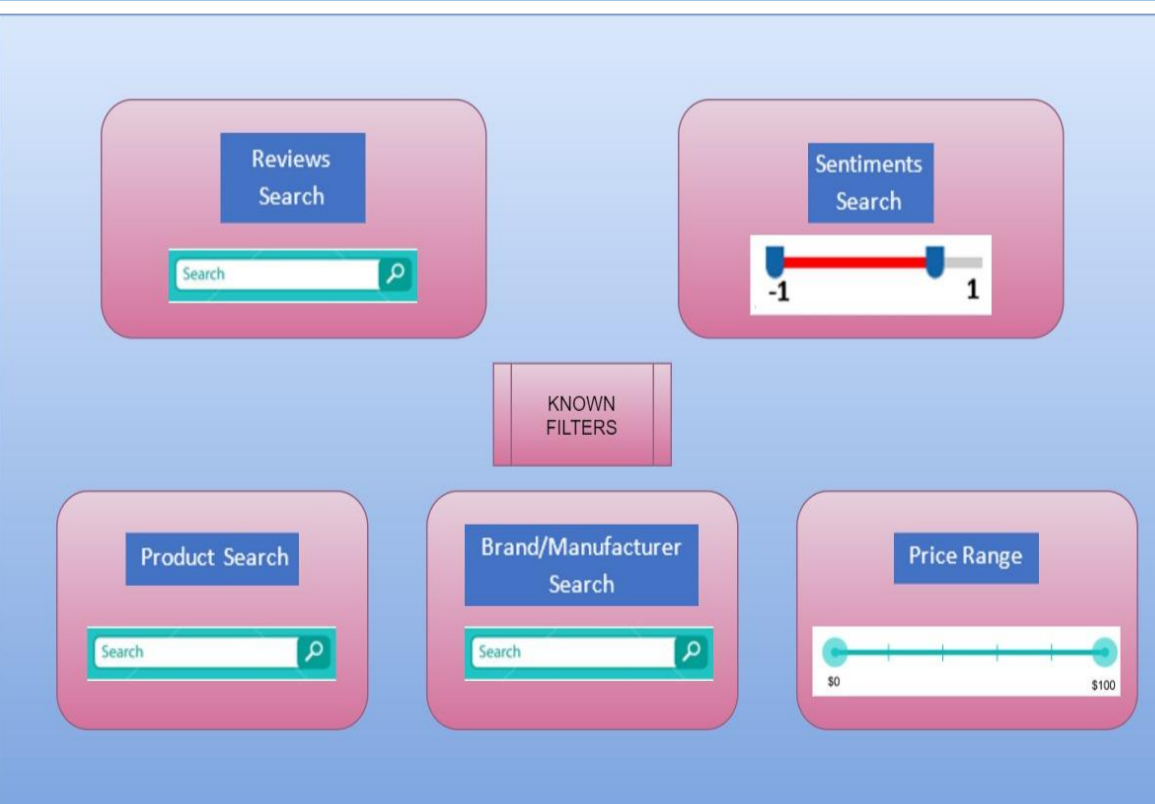 Reviews
Search
Search
Sentiments
Search
-1
1
KNOWN
FILTERS
Product Search
Search
Brand/Manufacturer
Search
Search
Price Range
$0
$100